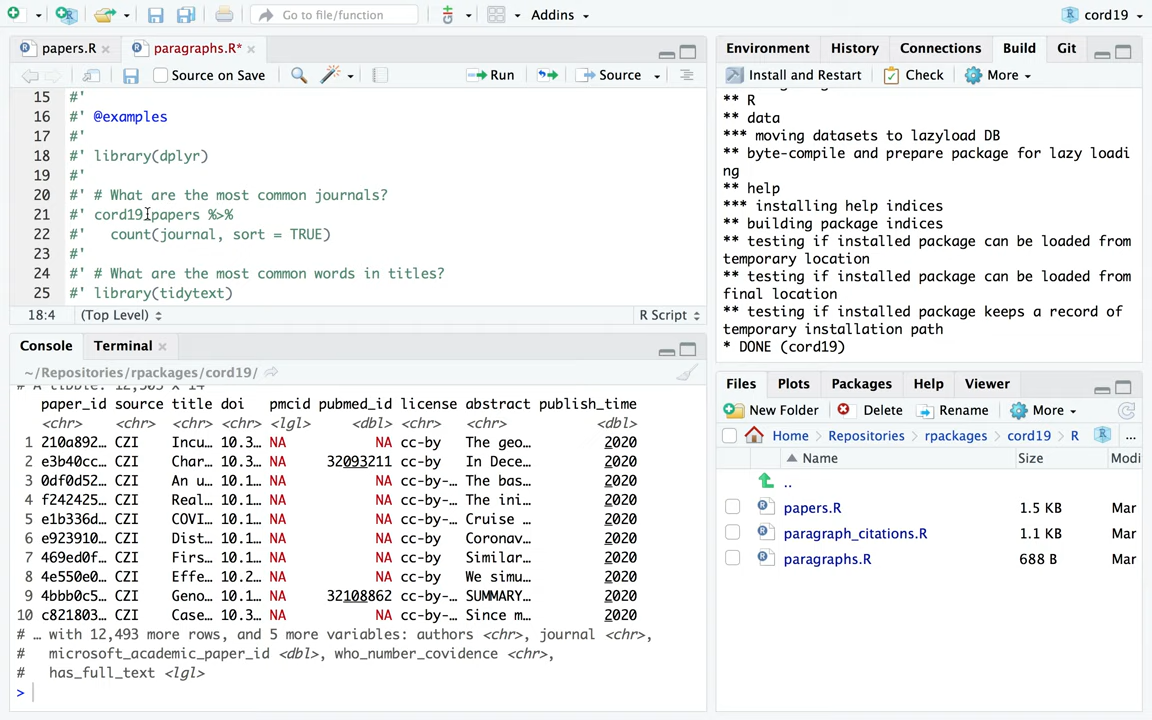 Go to file/function
Addins
cord19
papers.R
paragraphs.R*
Source on Save
Run
Source
15 #'
16 #' @examples
17 #'
18 #' library(dplyr)
19 #'
20 #' # What are the most common journals?
21 #' cord19_papers %>%
22 #'   count(journal, sort = TRUE)
23 #'
24 #' # What are the most common words in titles?
25 #' library(tidytext)
18:4 (Top Level) R Script
Console Terminal
~/Repositories/rpackages/cord19/
paper_id source title doi pmcid pubmed_id license abstract publish_time
<chr> <chr> <chr> <chr> <lgl> <dbl> <chr> <chr> <dbl>
1 210a892… CZI Incu… 10.3… NA NA cc-by The geo… 2020
2 e3b40cc… CZI Char… 10.3… NA 32093211 cc-by In Dece… 2020
3 0df0d52… CZI An u… 10.1… NA NA cc-by-… The bas… 2020
4 f242425… CZI Real… 10.1… NA NA cc-by-… The ini… 2020
5 e1b336d… CZI COVI… 10.1… NA NA cc-by-… Cruise … 2020
6 e923910… CZI Dist… 10.1… NA NA cc-by-… Coronav… 2020
7 469ed0f… CZI Firs… 10.1… NA NA cc-by-… Similar… 2020
8 4e550e0… CZI Effe… 10.2… NA NA cc-by-… We simu… 2020
9 4bbb0c5… CZI Geno… 10.1… NA 32108862 cc-by-… SUMMARY… 2020
10 c821803… CZI Case… 10.3… NA NA cc-by-… Since m… 2020
# … with 12,493 more rows, and 5 more variables: authors <chr>, journal <chr>,
#   microsoft_academic_paper_id <dbl>, who_number_covidence <chr>,
#   has_full_text <lgl>
>
Environment History Connections Build Git
Install and Restart Check More
** R
** data
*** moving datasets to lazyload DB
** byte-compile and prepare package for lazy loadi
ng
** help
*** installing help indices
** building package indices
** testing if installed package can be loaded from
temporary location
** testing if installed package can be loaded from
final location
** testing if installed package keeps a record of
temporary installation path
* DONE (cord19)
Files Plots Packages Help Viewer
New Folder Delete Rename More
Home Repositories rpackages cord19 R ...
Name Size Modi
..
papers.R 1.5 KB Mar
paragraph_citations.R 1.1 KB Mar
paragraphs.R 688 B Mar